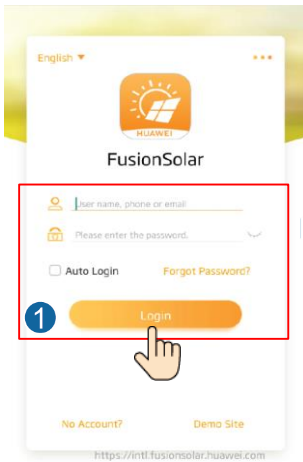 English
HUAWEI
FusionSolar
User name, phone or email
Please enter the password.
Auto Login
Forgot Password?
1
Login
No Account?
Demo Site
https://intl.fusionsolar.huawei.com